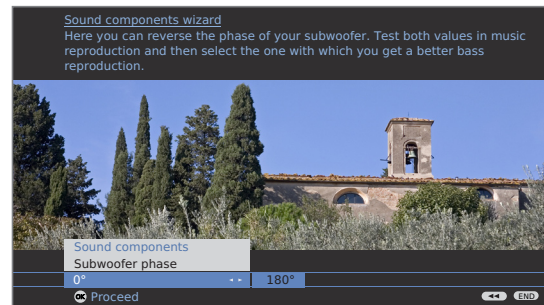 Sound components wizard
Here you can reverse the phase of your subwoofer. Test both values in music
reproduction and then select the one with which you get a better bass
reproduction.
Sound components
Subwoofer phase
0° 180°
OK Proceed END